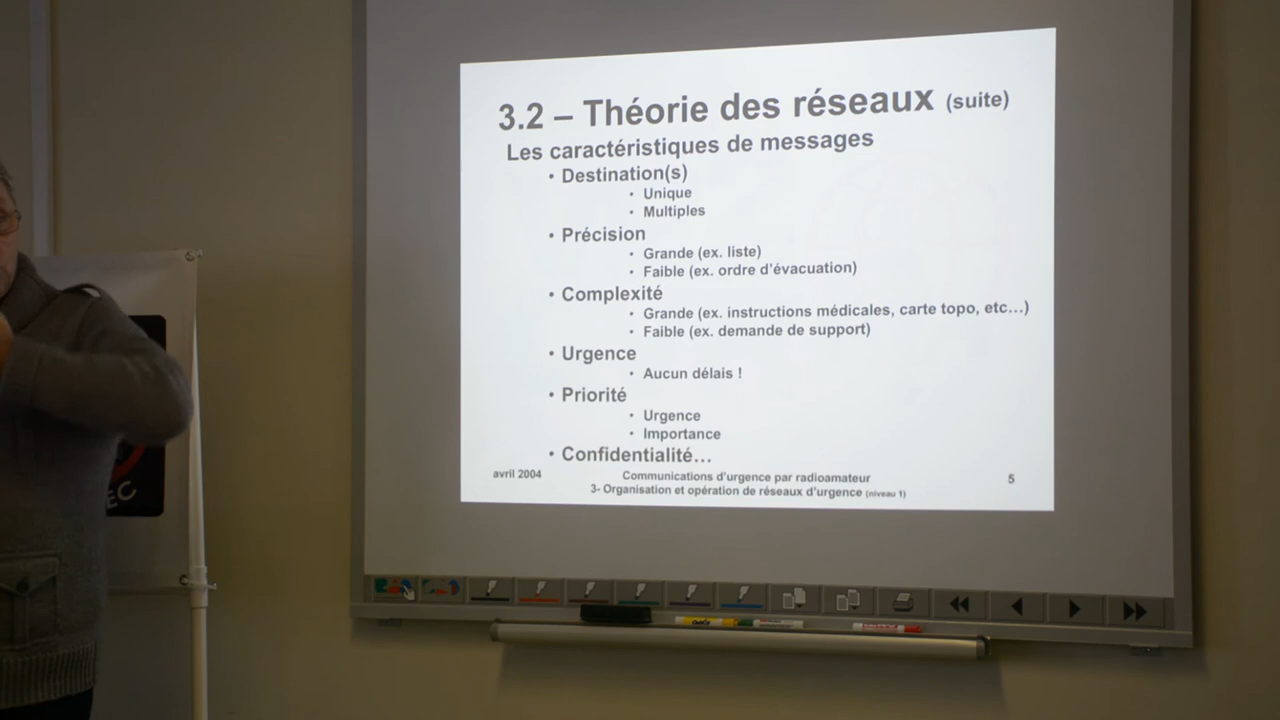 3.2 – Théorie des réseaux (suite)
Les caractéristiques de messages
• Destination(s)
• Unique
• Multiples
• Précision
• Grande (ex. liste)
• Faible (ex. ordre d'évacuation)
• Complexité
• Grande (ex. instructions médicales, carte topo, etc...)
• Faible (ex. demande de support)
• Urgence
• Aucun délais !
• Priorité
• Urgence
• Importance
• Confidentialité...
avril 2004
Communications d'urgence par radioamateur
3- Organisation et opération de réseaux d'urgence (niveau 1)
5
EC